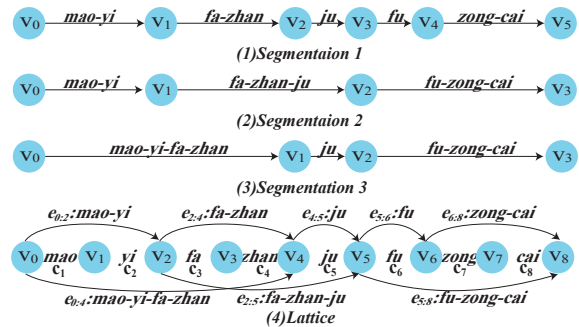 V0 mao-yi V1 fa-zhan V2 ju V3 fu V4 zong-cai V5
(1)Segmentaion 1
V0 mao-yi V1 fa-zhan-ju V2 fu-zong-cai V3
(2)Segmentaion 2
V0 mao-yi-fa-zhan V1 ju V2 fu-zong-cai V3
(3)Segmentaion 3
e0:2:mao-yi e2:4:fa-zhan e4:5:ju e5:6:fu e6:8:zong-cai
V0 mao V1 yi V2 fa V3 zhan V4 ju V5 fu V6 zong V7 cai V8
c1 c2 c3 c4 c5 c6 c7 c8
e0:4:mao-yi-fa-zhan e2:5:fa-zhan-ju e5:8:fu-zong-cai
(4)Lattice